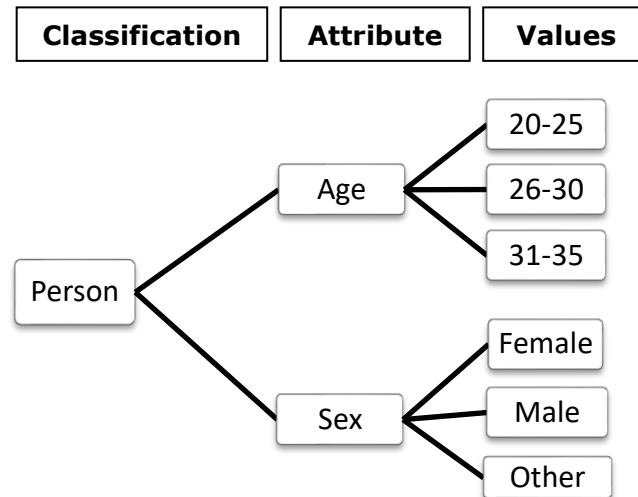 Classification
Attribute
Values
Person
Age
20-25
26-30
31-35
Sex
Female
Male
Other